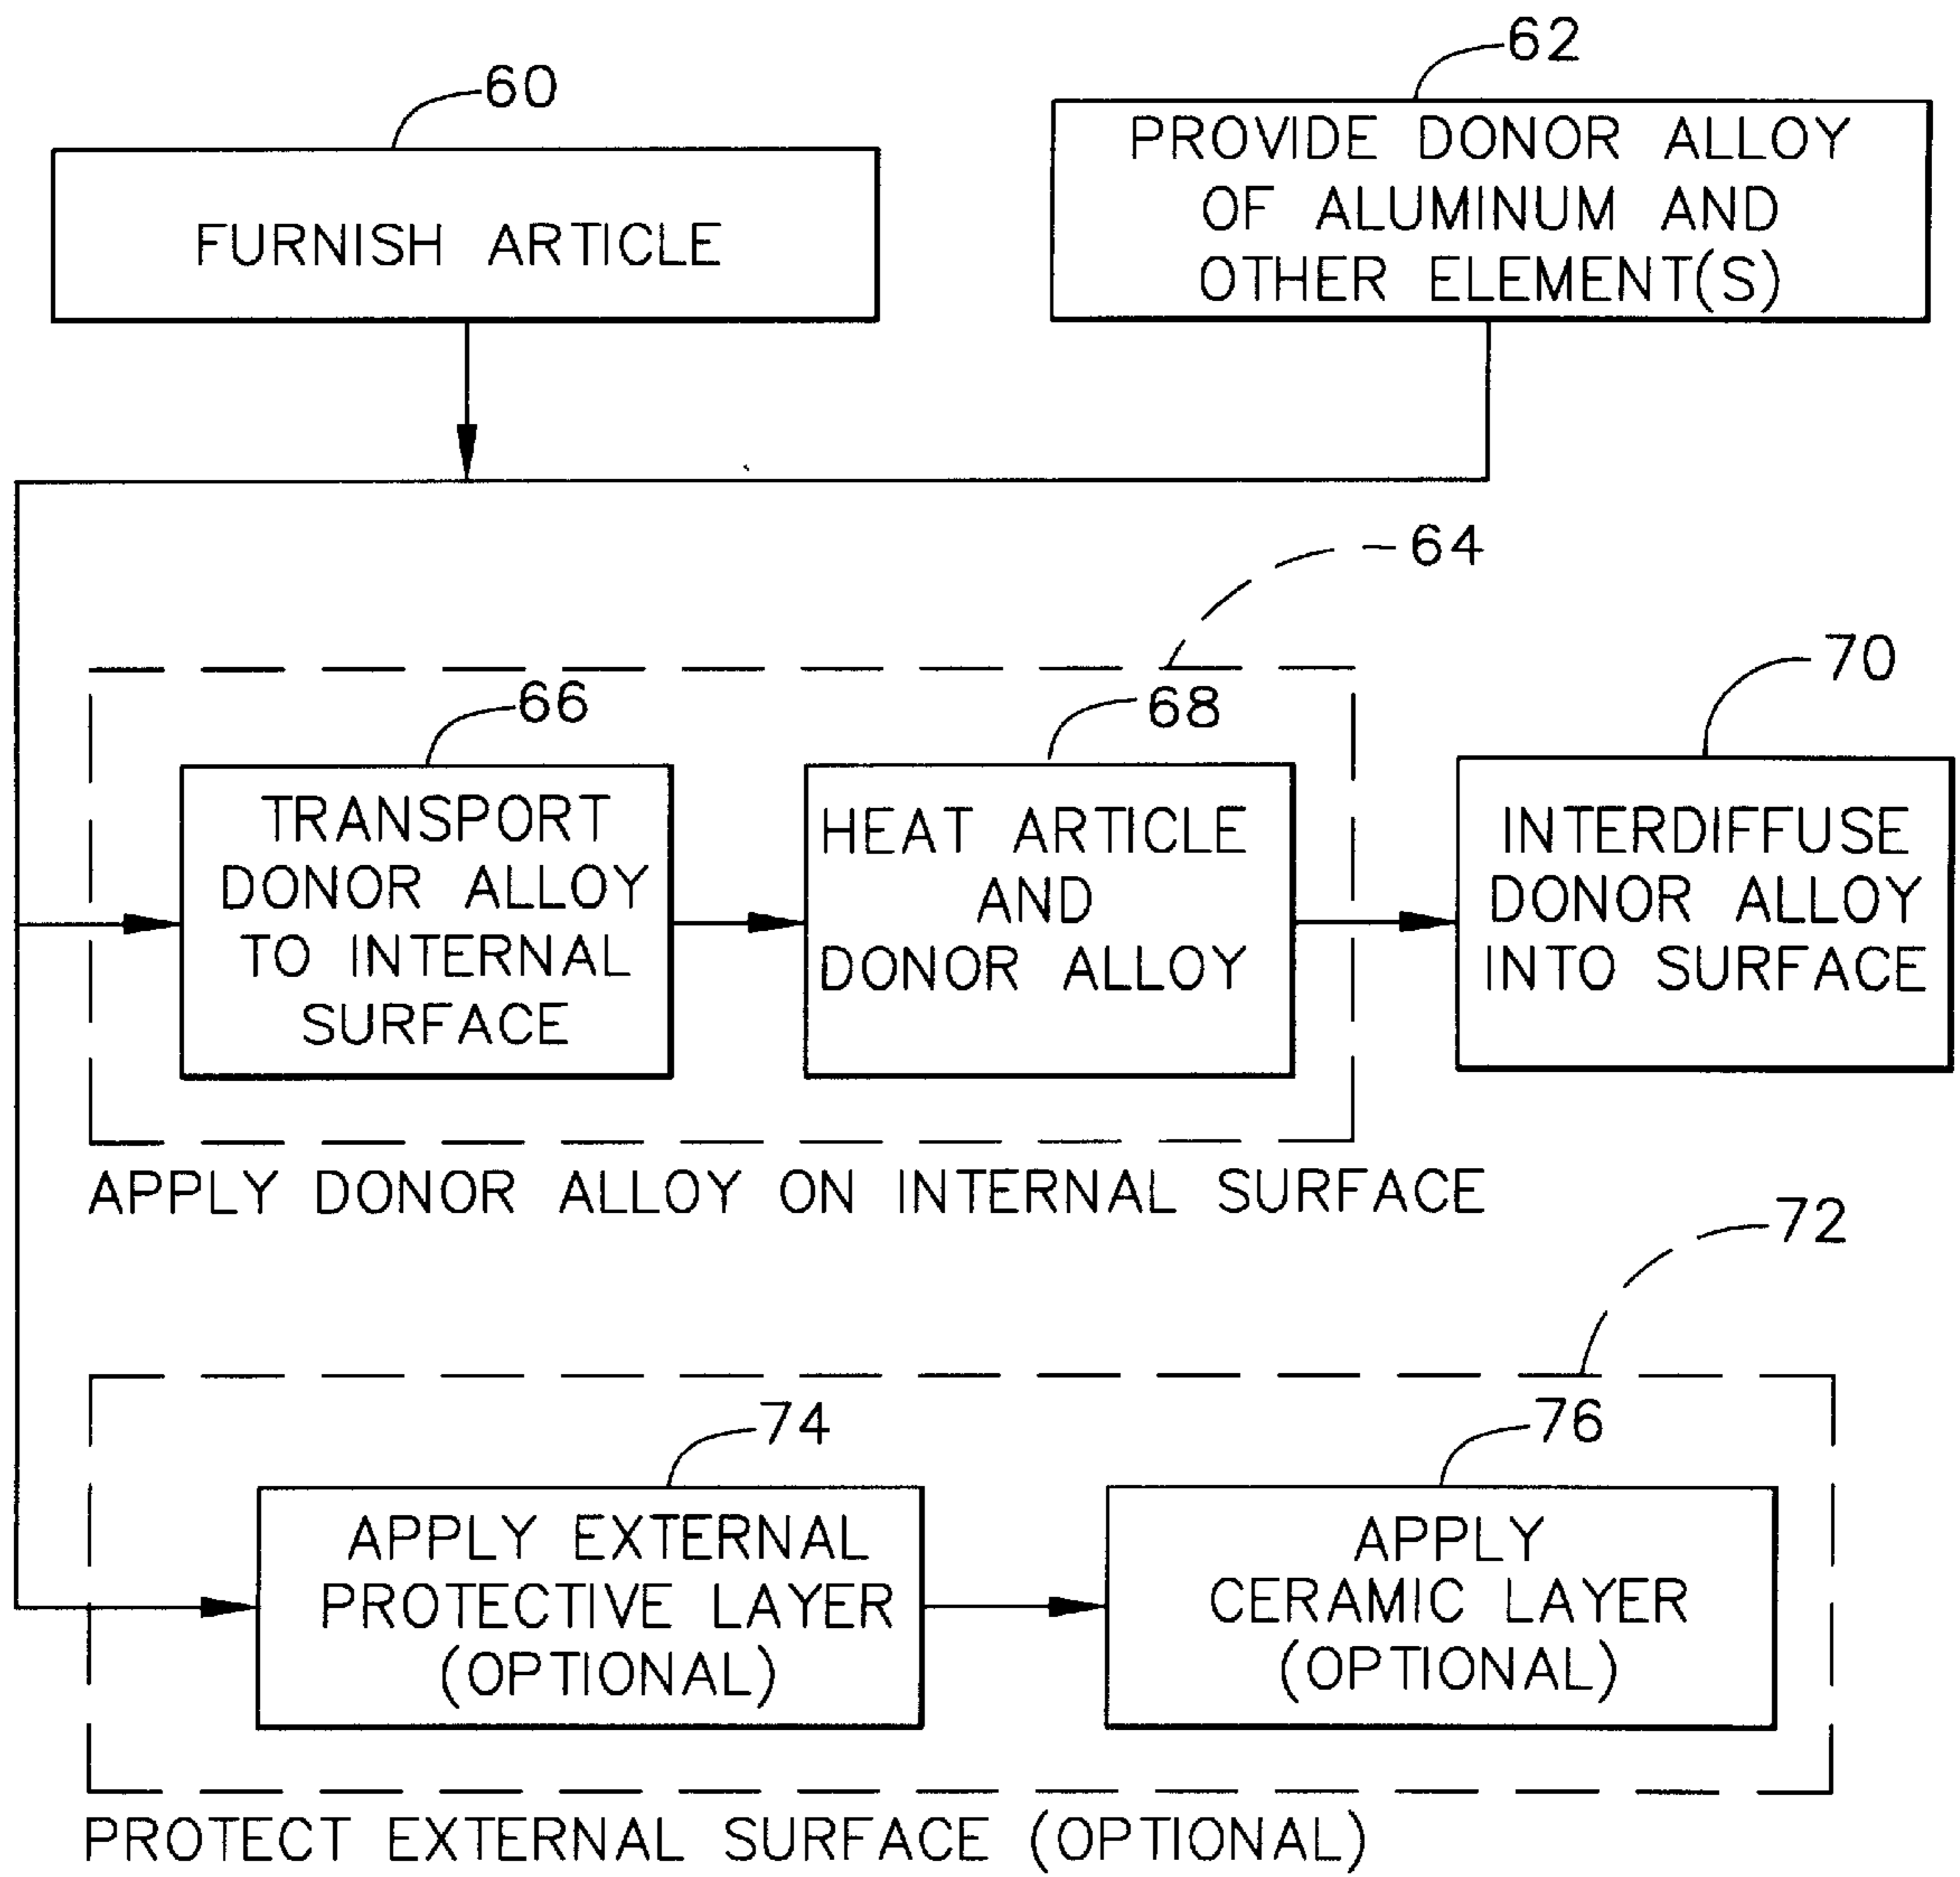 60
FURNISH ARTICLE
62
PROVIDE DONOR ALLOY
OF ALUMINUM AND
OTHER ELEMENT(S)
64
66
TRANSPORT
DONOR ALLOY
TO INTERNAL
SURFACE
68
HEAT ARTICLE
AND
DONOR ALLOY
70
INTERDIFFUSE
DONOR ALLOY
INTO SURFACE
APPLY DONOR ALLOY ON INTERNAL SURFACE
72
74
APPLY EXTERNAL
PROTECTIVE LAYER
(OPTIONAL)
76
APPLY
CERAMIC LAYER
(OPTIONAL)
PROTECT EXTERNAL SURFACE (OPTIONAL)